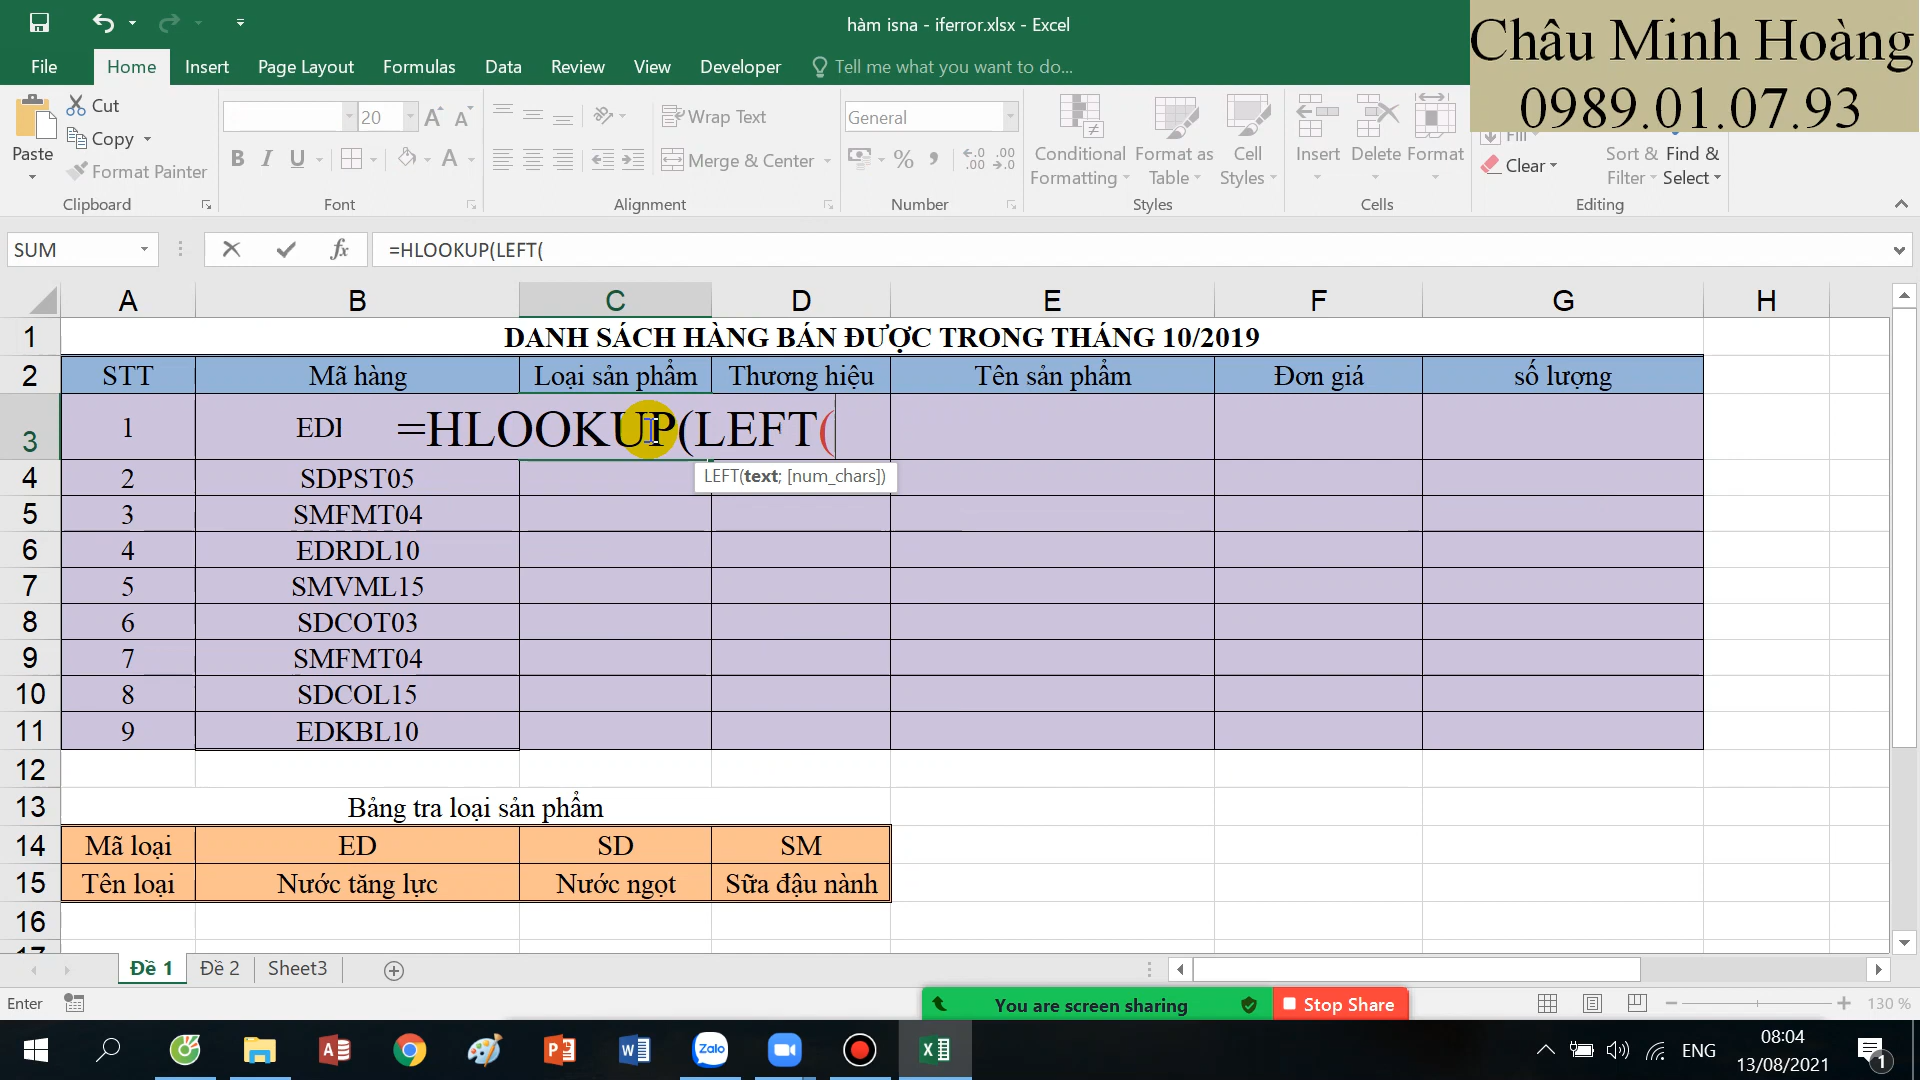 hàm isna - iferror.xlsx - Excel
Châu Minh Hoàng
0989.01.07.93
File Home Insert Page Layout Formulas Data Review View Developer Tell me what you want to do...
Paste
Cut
Copy
Format Painter
Clipboard
20
B I U
Font
Wrap Text
Merge & Center
Alignment
General
Number
Conditional Formatting
Format as Table
Cell Styles
Styles
Insert Delete Format
Cells
Fill
Clear
Sort & Filter
Find & Select
Editing
SUM
fx
=HLOOKUP(LEFT(
A B C D E F G H
1 DANH SÁCH HÀNG BÁN ĐƯỢC TRONG THÁNG 10/2019
2 STT Mã hàng Loại sản phẩm Thương hiệu Tên sản phẩm Đơn giá số lượng
3 1 =HLOOKUP(LEFT(
LEFT(text; [num_chars])
4 2 SDPST05
5 3 SMFMT04
6 4 EDRDL10
7 5 SMVML15
8 6 SDCOT03
9 7 SMFMT04
10 8 SDCOL15
11 9 EDKBL10
12
13 Bảng tra loại sản phẩm
14 Mã loại ED SD SM
15 Tên loại Nước tăng lực Nước ngọt Sữa đậu nành
16
Đề 1 Đề 2 Sheet3
Enter
You are screen sharing Stop Share
130 %
Zalo
ENG
08:04
13/08/2021
1